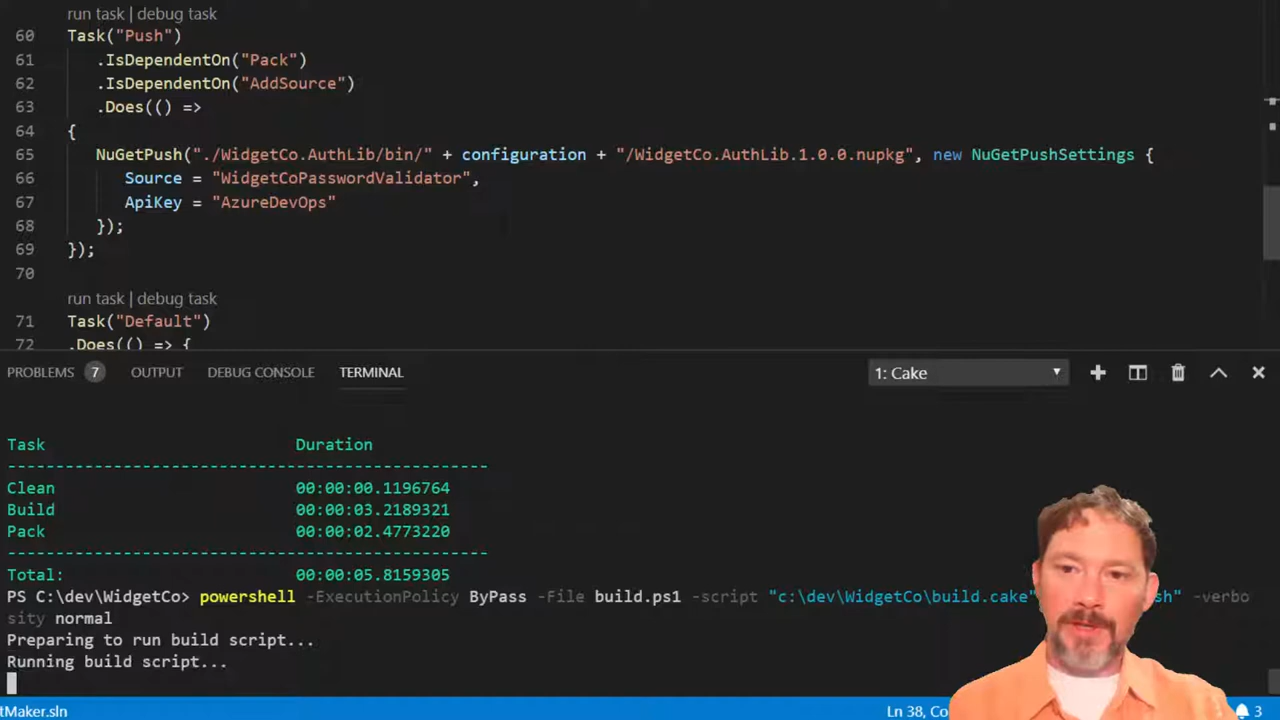 run task | debug task
60 Task("Push")
61 .IsDependentOn("Pack")
62 .IsDependentOn("AddSource")
63 .Does(() =>
64 {
65 NuGetPush("./WidgetCo.AuthLib/bin/" + configuration + "/WidgetCo.AuthLib.1.0.0.nupkg", new NuGetPushSettings {
66 Source = "WidgetCoPasswordValidator",
67 ApiKey = "AzureDevOps"
68 });
69 });
70
run task | debug task
71 Task("Default")
72 .Does(() => {
PROBLEMS 7 OUTPUT DEBUG CONSOLE TERMINAL 1: Cake
Task Duration
-------------------------------------------------
Clean 00:00:00.1196764
Build 00:00:03.2189321
Pack 00:00:02.4773220
-------------------------------------------------
Total: 00:00:05.8159305
PS C:\dev\WidgetCo> powershell -ExecutionPolicy ByPass -File build.ps1 -script "c:\dev\WidgetCo\build.cake" -verbo
sity normal
Preparing to run build script...
Running build script...
tMaker.sln Ln 38, 3